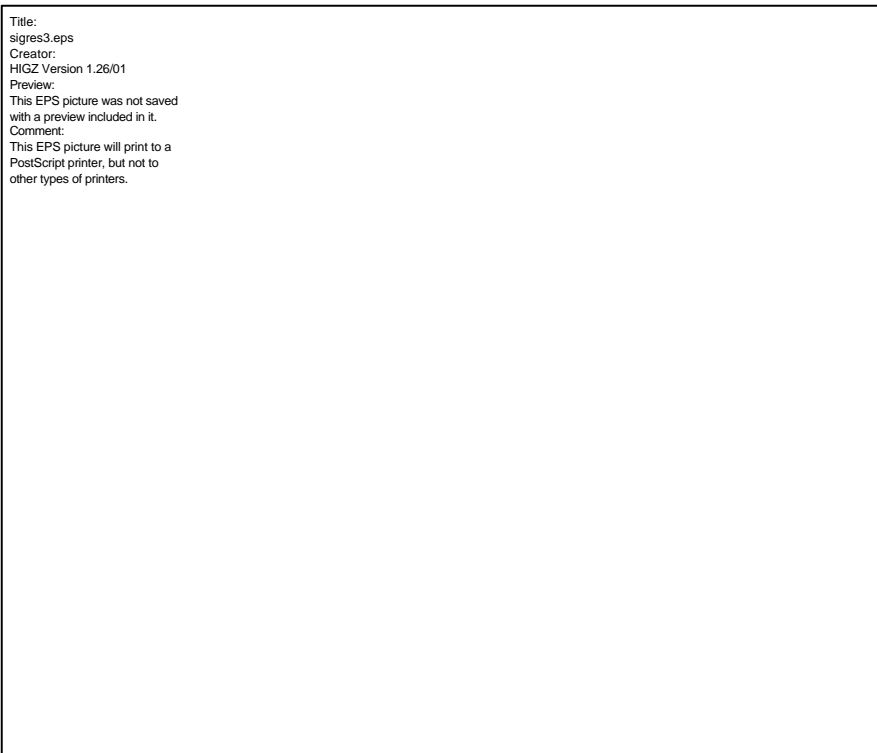 Title:
sigres3.eps
Creator:
HIGZ Version 1.26/01
Preview:
This EPS picture was not saved
with a preview included in it.
Comment:
This EPS picture will print to a
PostScript printer, but not to
other types of printers.